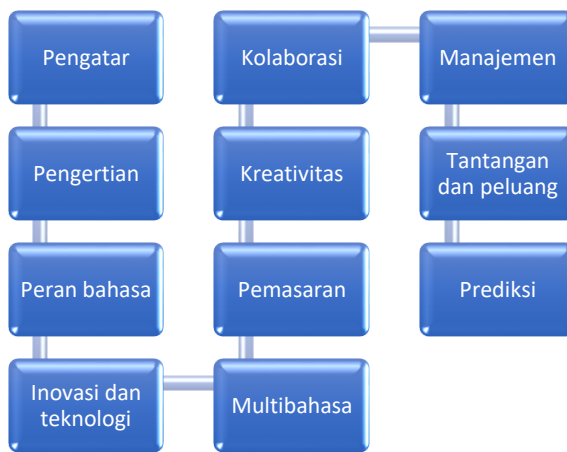 Pengatar
Pengertian
Peran bahasa
Inovasi dan
teknologi
Multibahasa
Pemasaran
Kreativitas
Kolaborasi
Manajemen
Tantangan
dan peluang
Prediksi